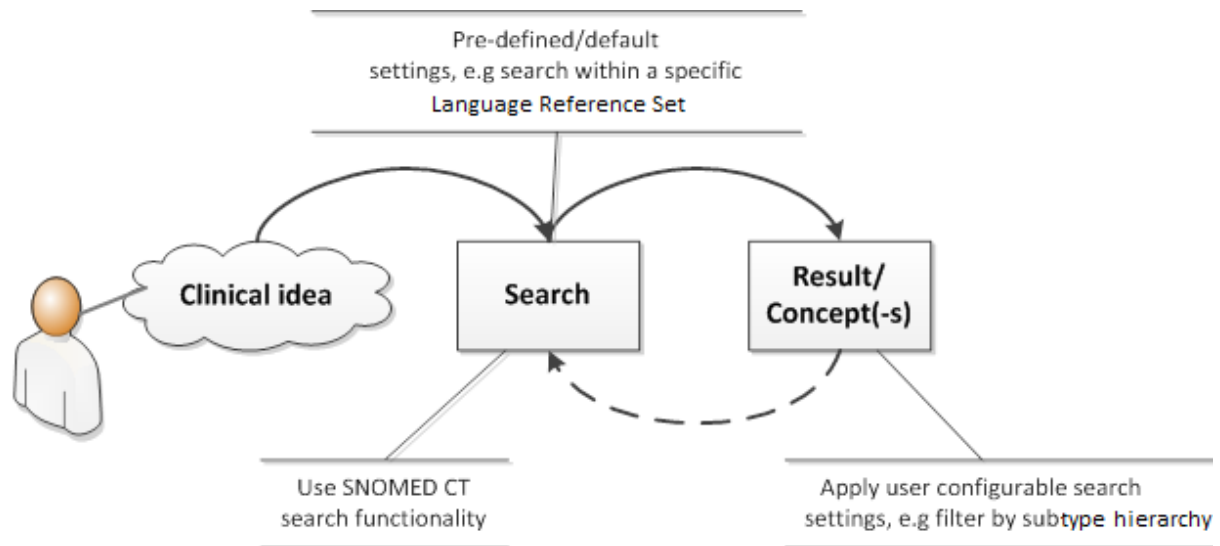 Pre-defined/default
settings, e.g search within a specific
Language Reference Set
Clinical idea
Search
Result/
Concept(-s)
Use SNOMED CT
search functionality
Apply user configurable search
settings, e.g filter by subtype hierarchy